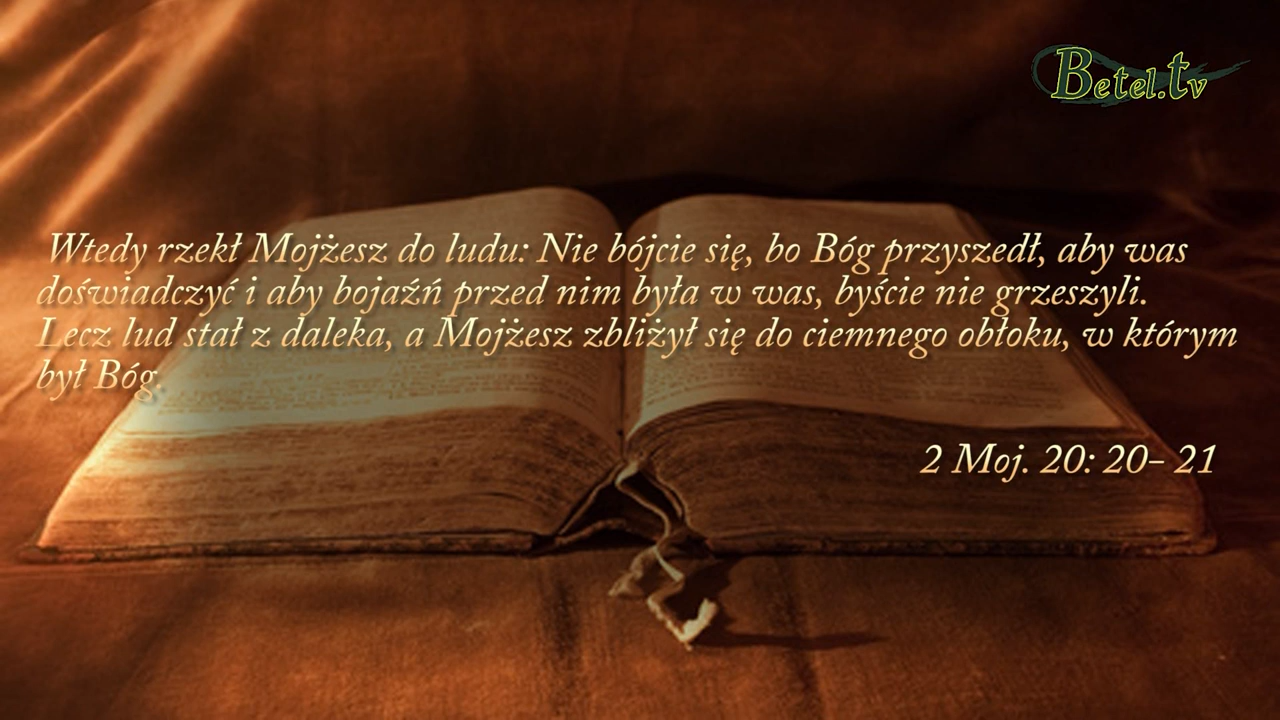 Betel.tv
Wtedy rzekł Mojżesz do ludu: Nie bójcie się, bo Bóg przyszedł, aby was
doświadczyć i aby bojaźń przed nim była w was, byście nie grzeszyli.
Lecz lud stał z daleka, a Mojżesz zbliżył się do ciemnego obłoku, w którym
był Bóg.
2 Moj. 20: 20- 21